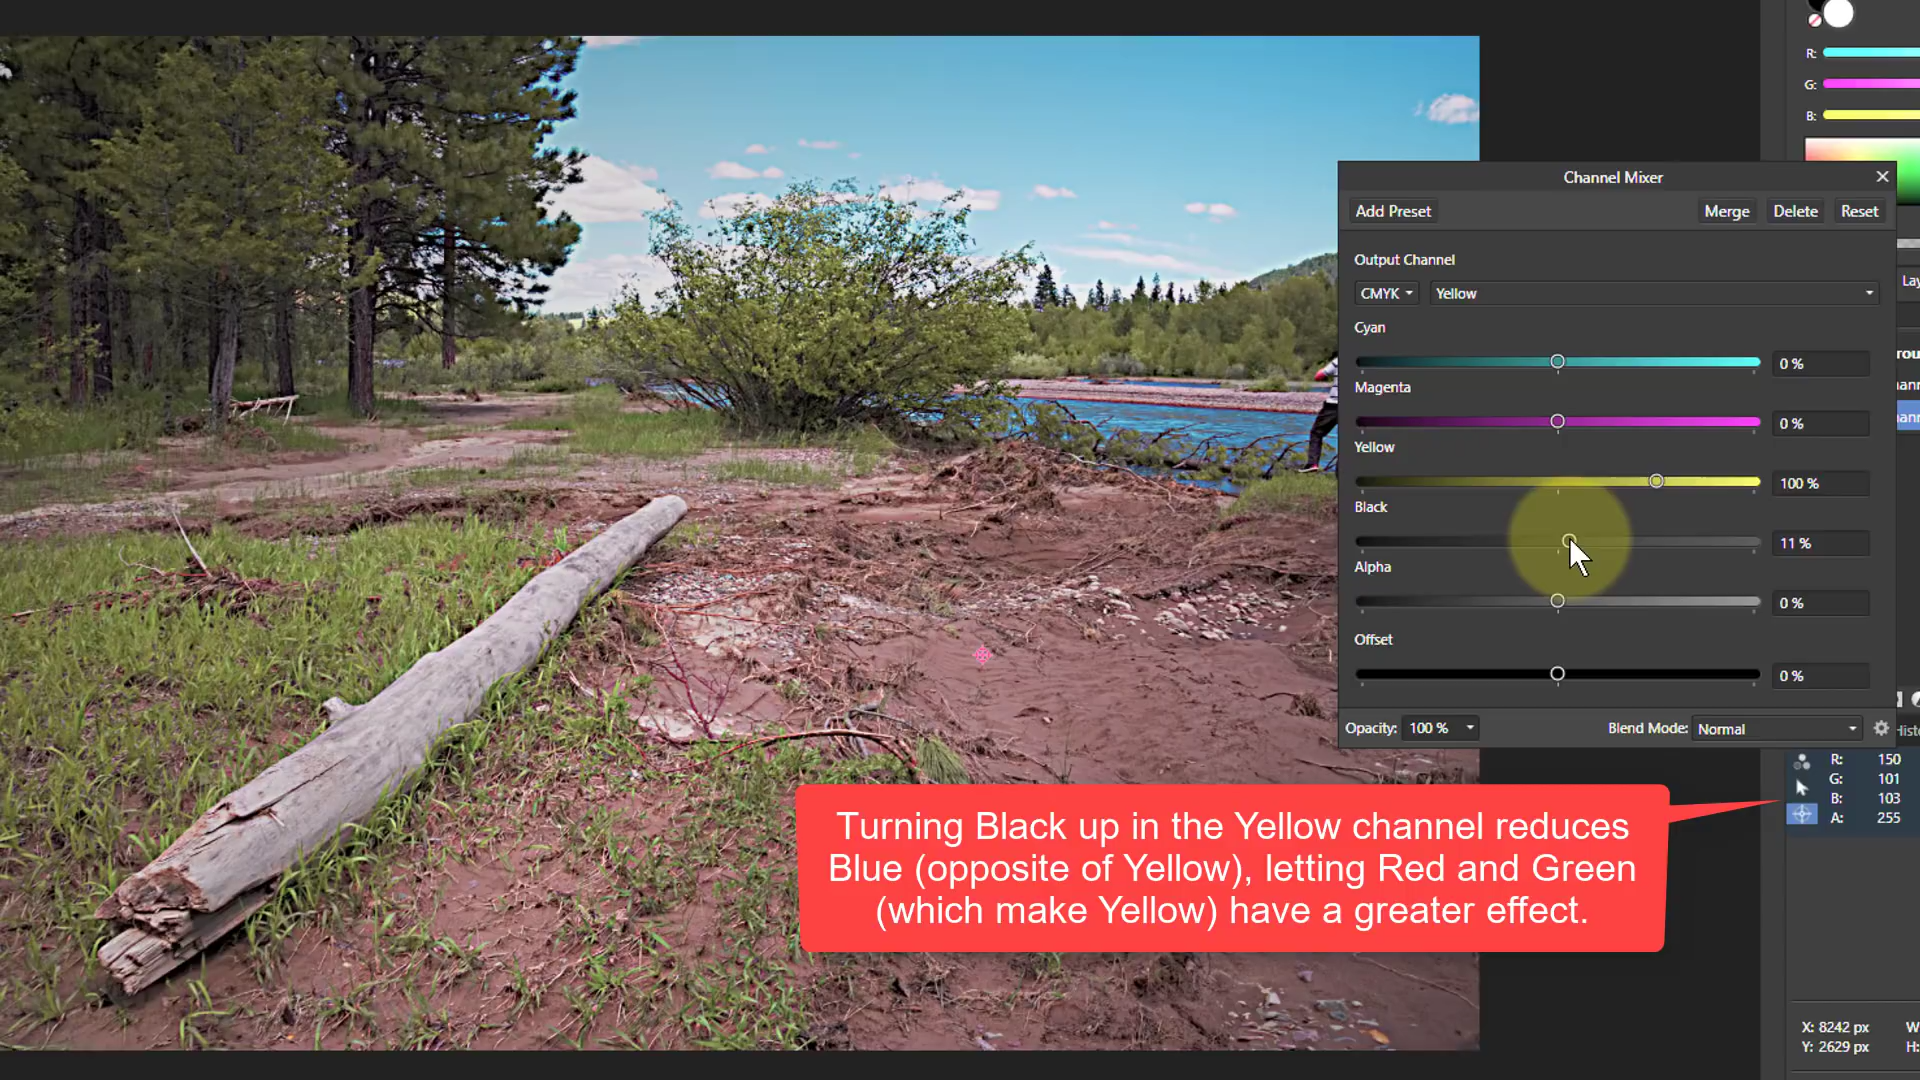 R:
G:
B:
Channel Mixer
Add Preset
Merge
Delete
Reset
Output Channel
CMYK
Yellow
Cyan
0 %
Magenta
0 %
Yellow
100 %
Black
11 %
Alpha
0 %
Offset
0 %
Opacity: 100 %
Blend Mode: Normal
R: 150
G: 101
B: 103
A: 255
Turning Black up in the Yellow channel reduces
Blue (opposite of Yellow), letting Red and Green
(which make Yellow) have a greater effect.
X: 8242 px
Y: 2629 px
W
H: